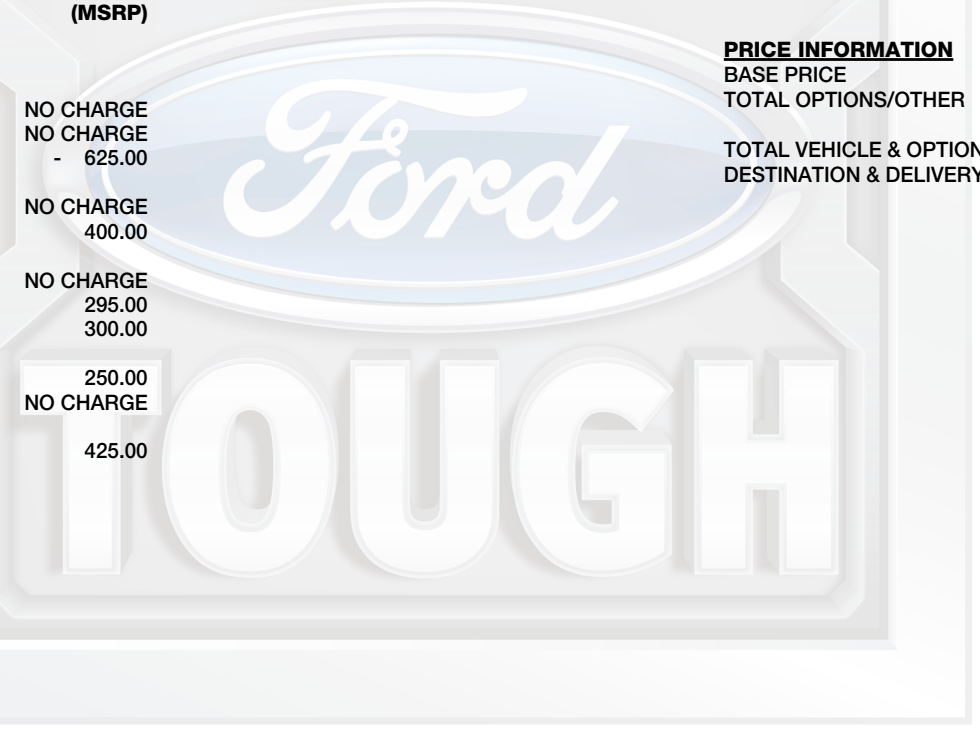 (MSRP)
NO CHARGE
NO CHARGE
- 625.00
NO CHARGE
400.00
NO CHARGE
295.00
300.00
250.00
NO CHARGE
425.00
PRICE INFORMATION
BASE PRICE
TOTAL OPTIONS/OTHER
TOTAL VEHICLE & OPTION
DESTINATION & DELIVERY
Ford
TOUGH